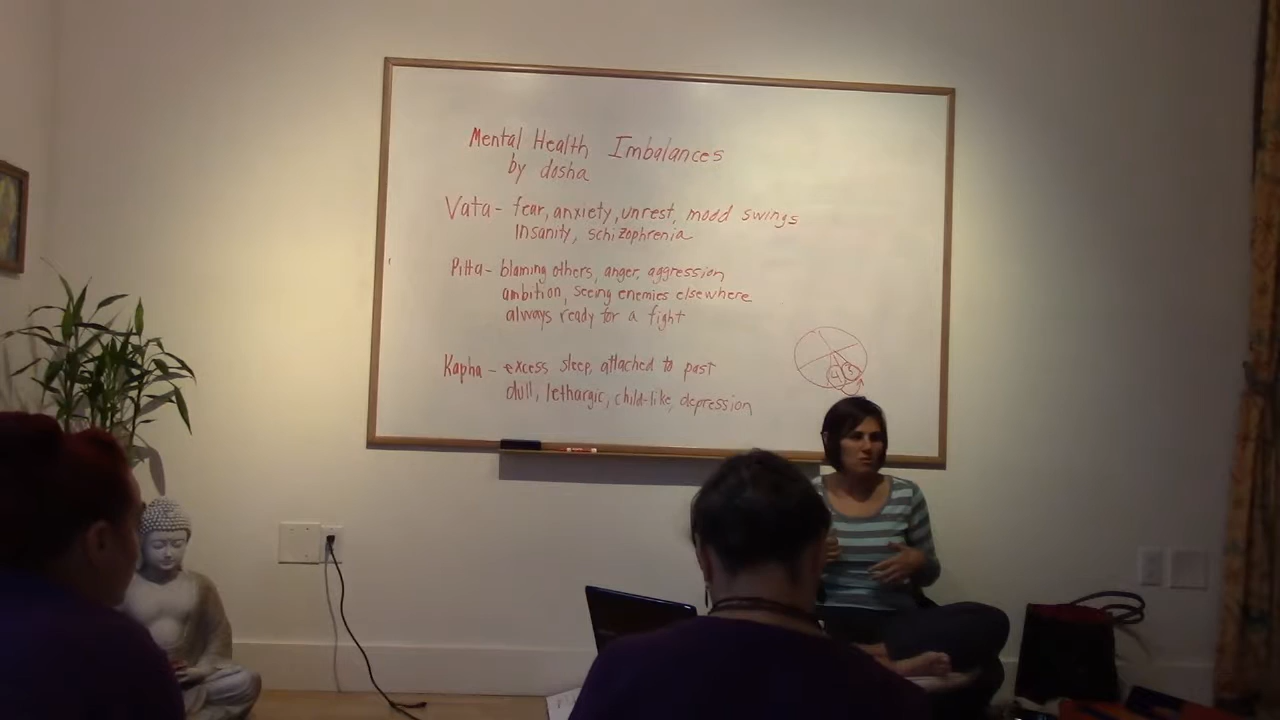 Mental Health Imbalances
by dosha
Vata - fear, anxiety, unrest, mood swings
Insanity, schizophrenia
Pitta - blaming others, anger, aggression
ambition, seeing enemies elsewhere
always ready for a fight
Kapha - excess sleep, attached to past
dull, lethargic, child-like, depression